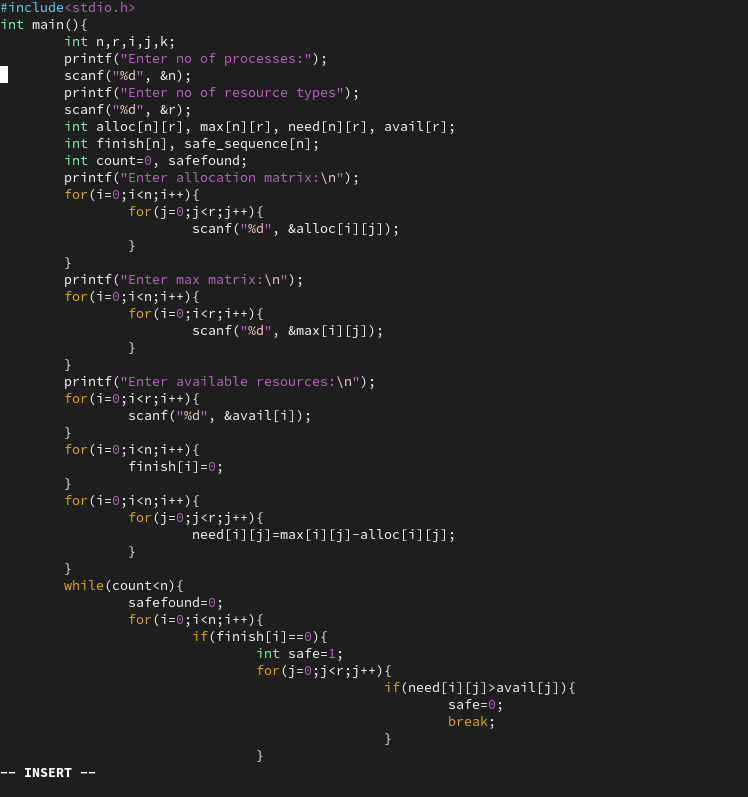 #include<stdio.h>
int main(){
        int n,r,i,j,k;
        printf("Enter no of processes:");
        scanf("%d", &n);
        printf("Enter no of resource types");
        scanf("%d", &r);
        int alloc[n][r], max[n][r], need[n][r], avail[r];
        int finish[n], safe_sequence[n];
        int count=0, safefound;
        printf("Enter allocation matrix:\n");
        for(i=0;i<n;i++){
                for(j=0;j<r;j++){
                        scanf("%d", &alloc[i][j]);
                }
        }
        printf("Enter max matrix:\n");
        for(i=0;i<n;i++){
                for(i=0;i<r;i++){
                        scanf("%d", &max[i][j]);
                }
        }
        printf("Enter available resources:\n");
        for(i=0;i<r;i++){
                scanf("%d", &avail[i]);
        }
        for(i=0;i<n;i++){
                finish[i]=0;
        }
        for(i=0;i<n;i++){
                for(j=0;j<r;j++){
                        need[i][j]=max[i][j]-alloc[i][j];
                }
        }
        while(count<n){
                safefound=0;
                for(i=0;i<n;i++){
                        if(finish[i]==0){
                                int safe=1;
                                for(j=0;j<r;j++){
                                                if(need[i][j]>avail[j]){
                                                        safe=0;
                                                        break;
                                                }
                                }
-- INSERT --